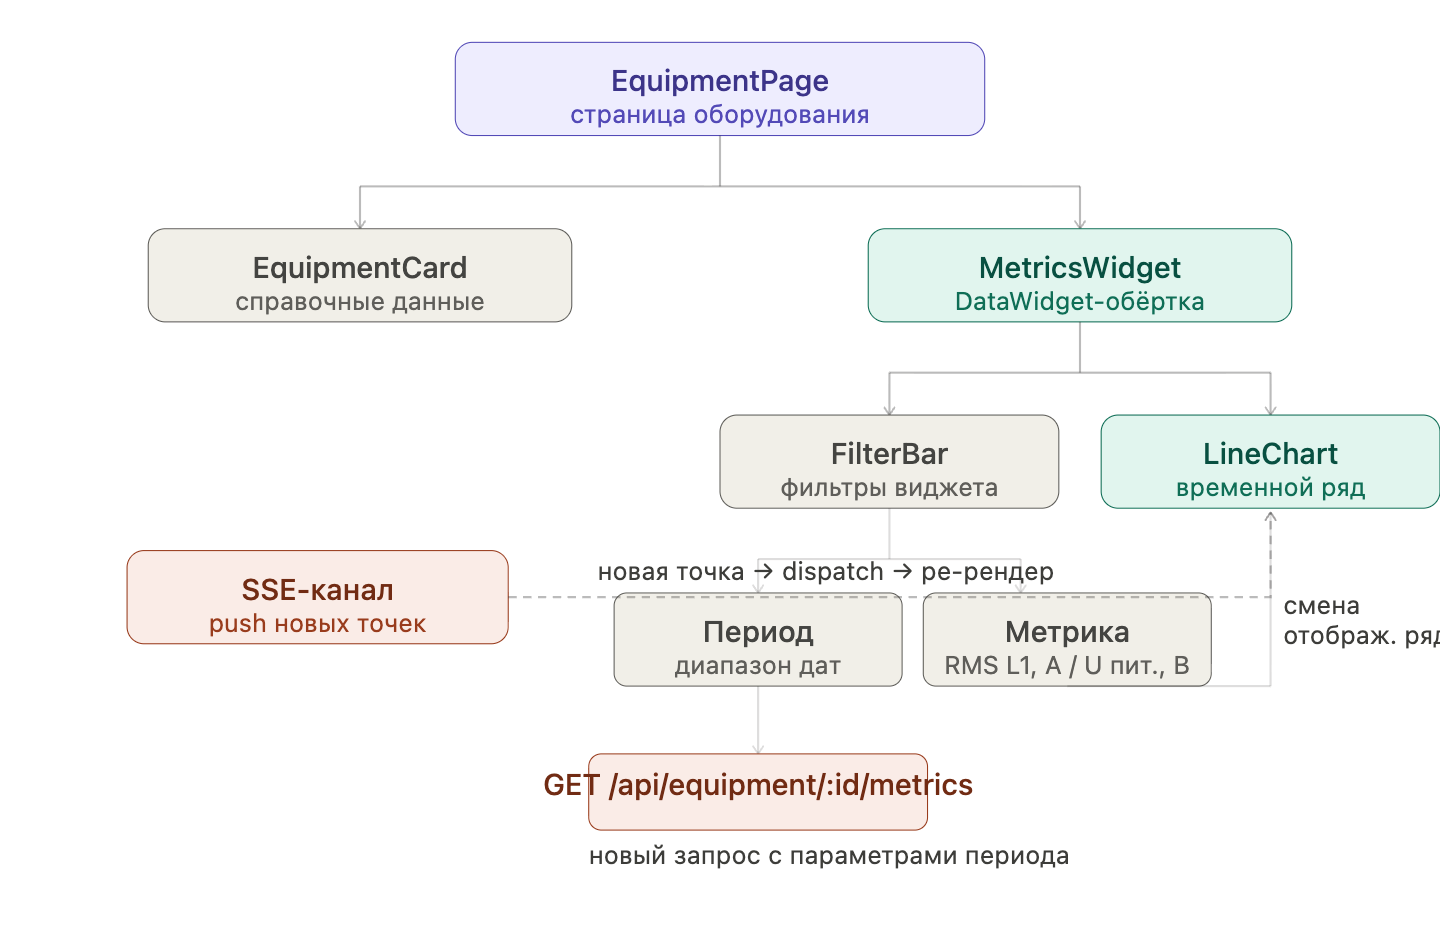 EquipmentPage
страница оборудования
EquipmentCard
справочные данные
MetricsWidget
DataWidget-обёртка
FilterBar
фильтры виджета
LineChart
временной ряд
новая точка → dispatch → ре-рендер
SSE-канал
push новых точек
Период
диапазон дат
Метрика
RMS L1, А / U пит., В
смена
отображ.
GET /api/equipment/:id/metrics
новый запрос с параметрами периода